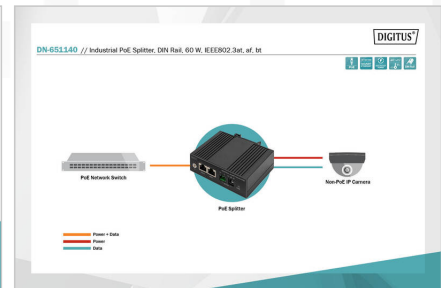 DIGITUS®
DN-651140 // Industrial PoE Splitter, DIN Rail, 60 W, IEEE802.3at, af, bt
PoE Network Switch
PoE Splitter
Non-PoE IP Camera
Power + Data
Power
Data